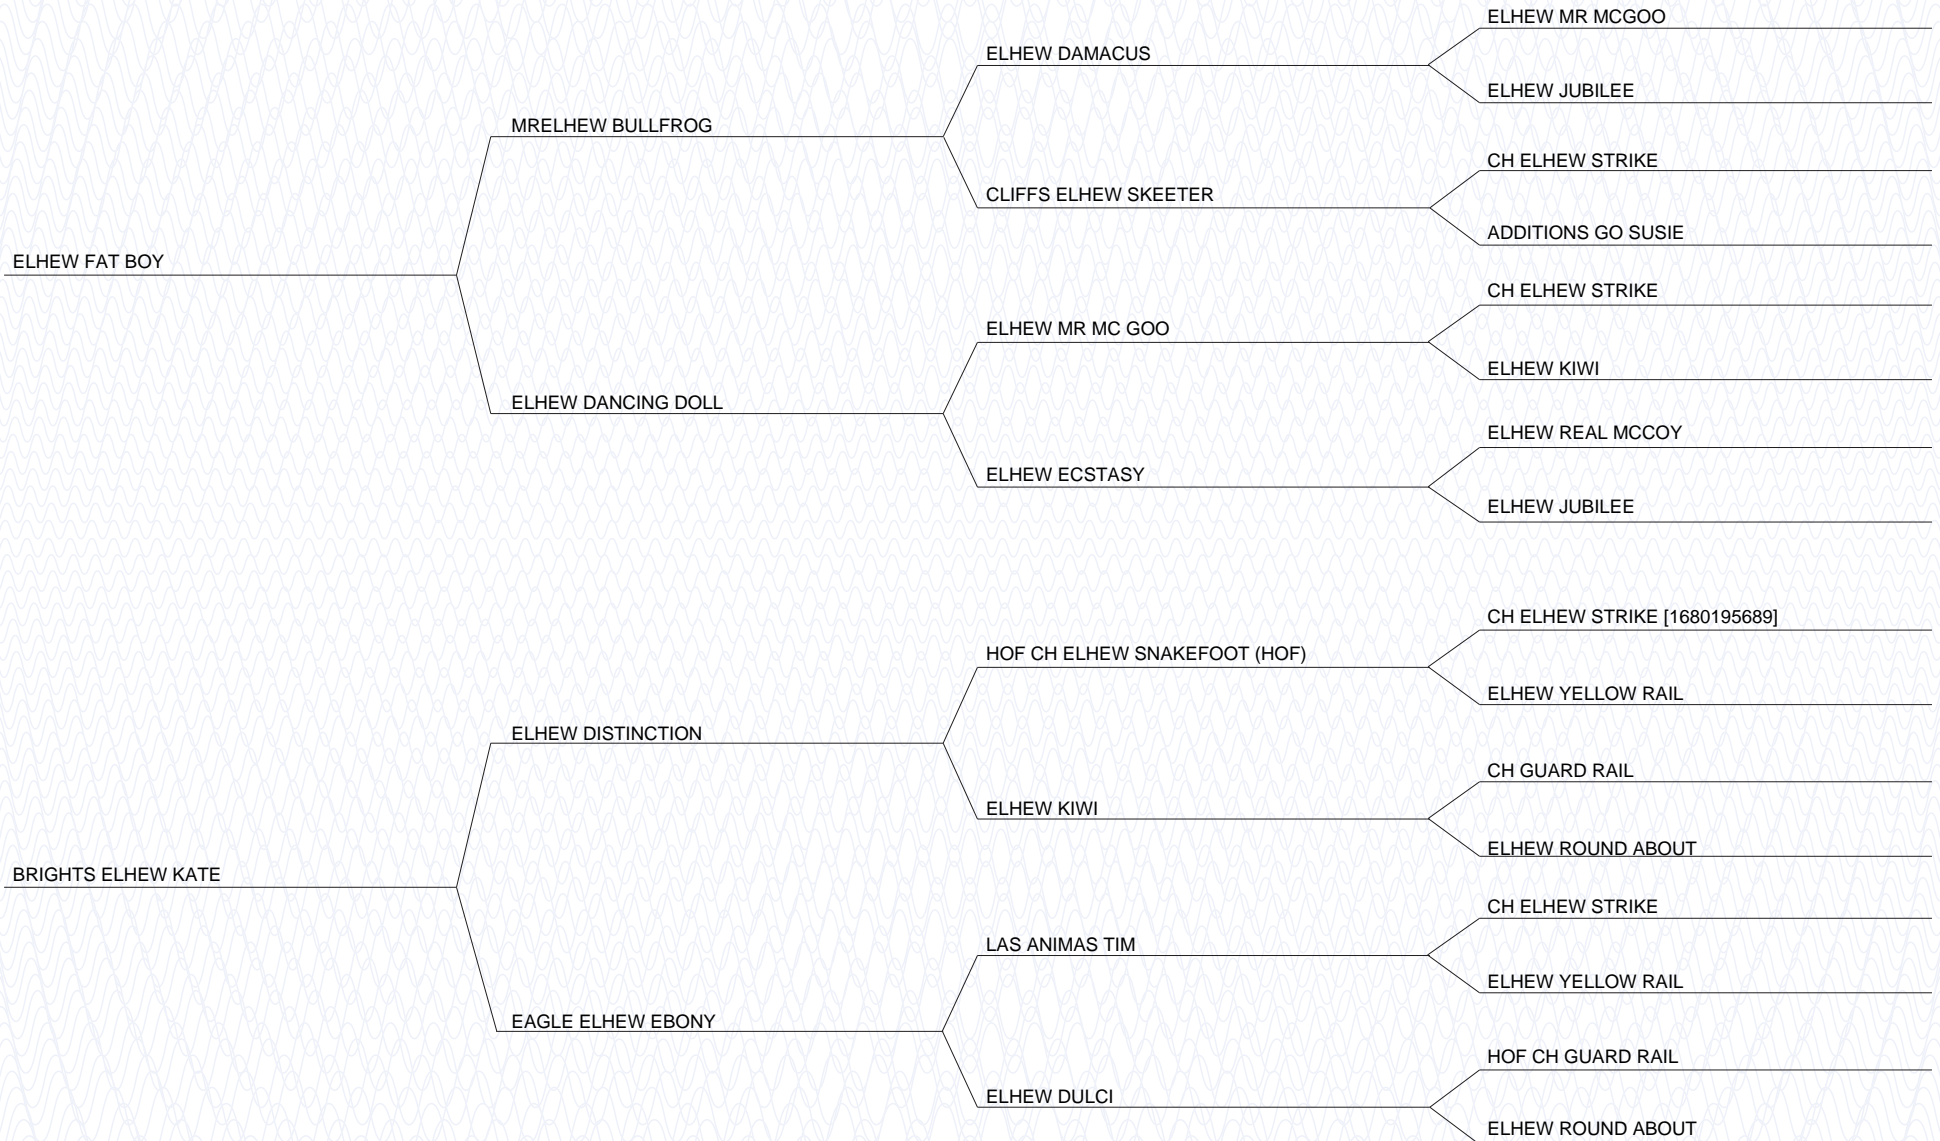 ELHEW MR MCGOO
ELHEW DAMACUS
ELHEW JUBILEE
MRELHEW BULLFROG
CH ELHEW STRIKE
CLIFFS ELHEW SKEETER
ADDITIONS GO SUSIE
ELHEW FAT BOY
CH ELHEW STRIKE
ELHEW MR MC GOO
ELHEW KIWI
ELHEW DANCING DOLL
ELHEW REAL MCCOY
ELHEW ECSTASY
ELHEW JUBILEE
CH ELHEW STRIKE [1680195689]
HOF CH ELHEW SNAKEFOOT (HOF)
ELHEW YELLOW RAIL
ELHEW DISTINCTION
CH GUARD RAIL
ELHEW KIWI
ELHEW ROUND ABOUT
BRIGHTS ELHEW KATE
CH ELHEW STRIKE
LAS ANIMAS TIM
ELHEW YELLOW RAIL
EAGLE ELHEW EBONY
HOF CH GUARD RAIL
ELHEW DULCI
ELHEW ROUND ABOUT